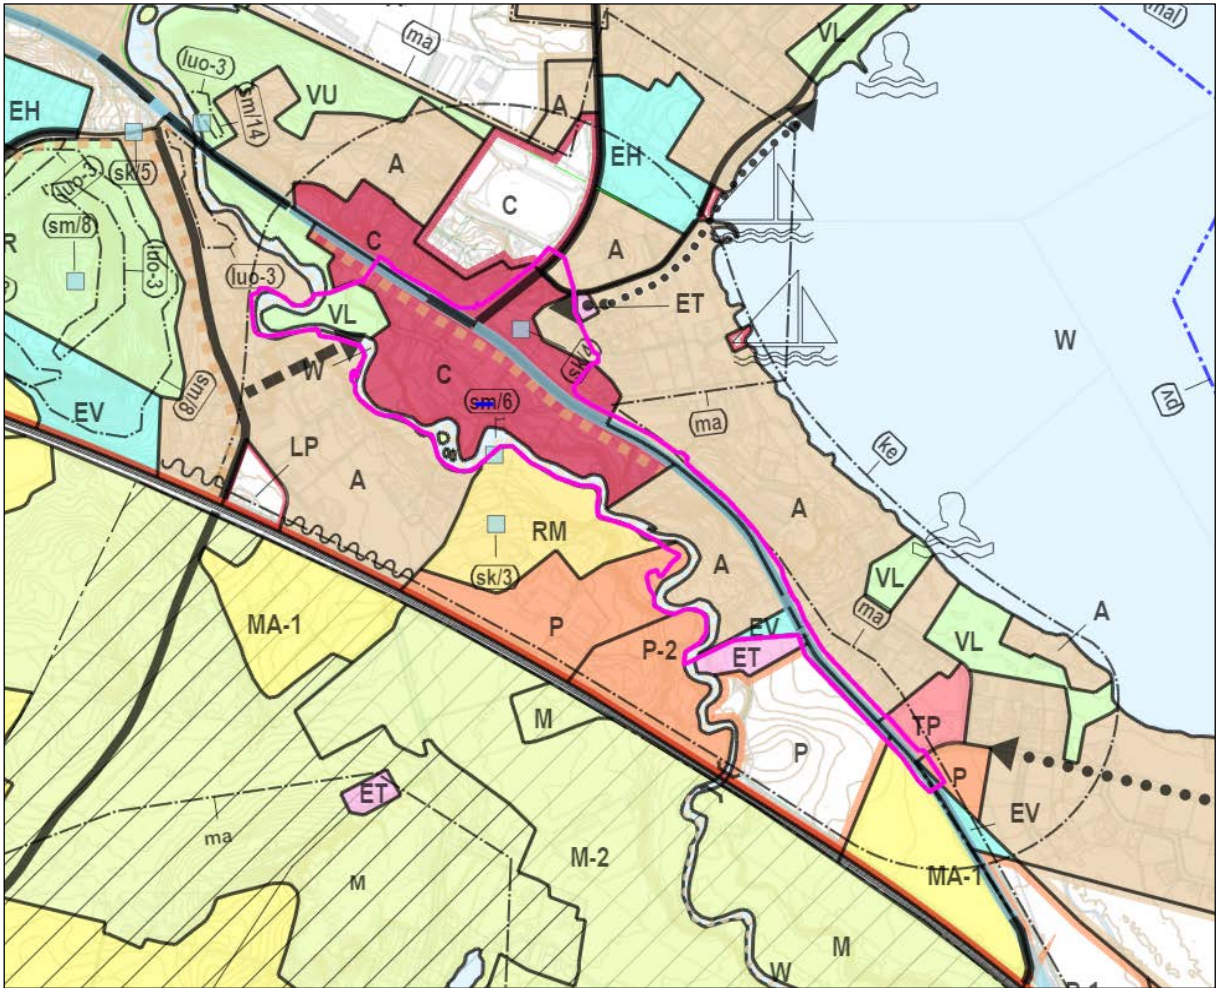 (mal)
VL
(ma)
(luo-3)
VU
A
EH
sm/14
EH
A
(sk/5)
luo-3
C
(sm/8)
R
(luo-3)
C
A
(luo-3)
ET
VL
W
W
C
(sk/4)
pv
(sm/6)
(sm/8)
EV
(ma)
LP
A
(ke)
A
RM
A
VL
(sk/3)
(ma)
MA-1
P
EV
A
P-2
ET
VL
M
TP
P
P
ET
EV
ma
M-2
M
MA-1
M
W